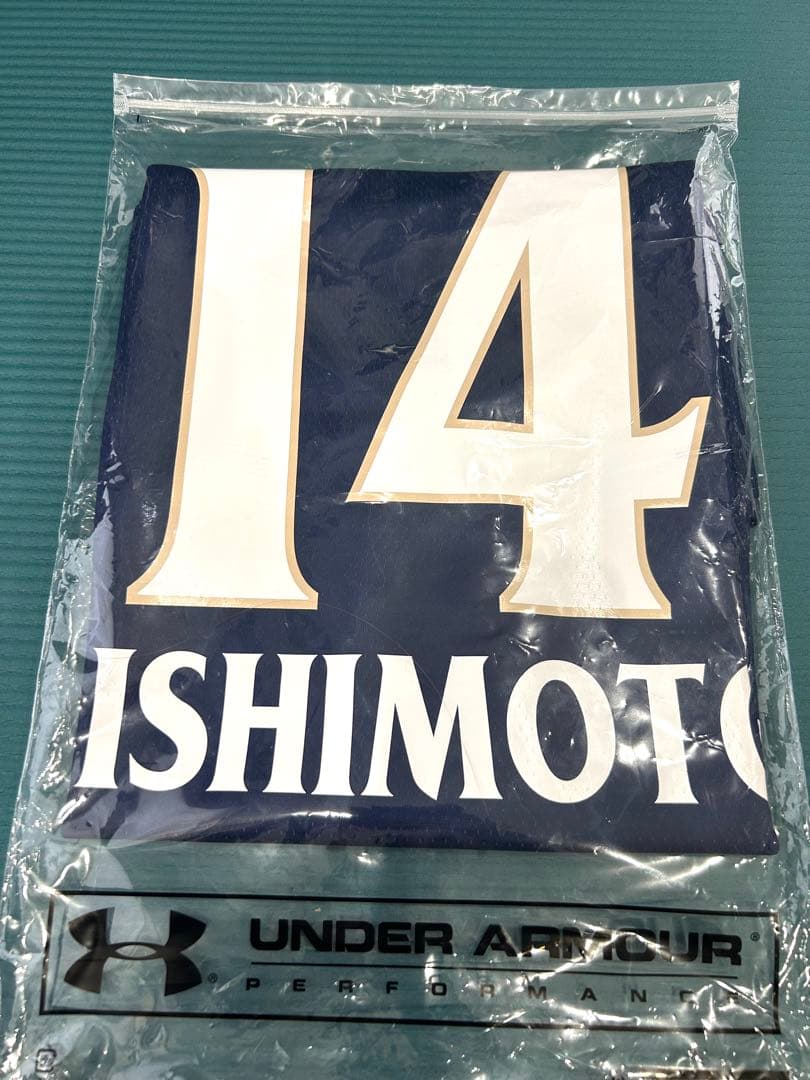 14
ISHIMOTO
UNDER ARMOUR®
®
PERFORMANCE